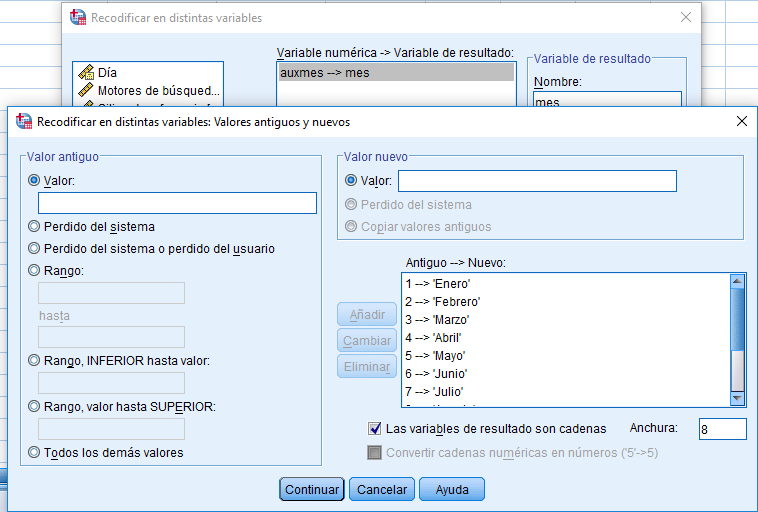 Recodificar en distintas variables
Variable numérica -> Variable de resultado:
Variable de resultado
Día
Motores de búsqued...
auxmes --> mes
Nombre:
mes
Recodificar en distintas variables: Valores antiguos y nuevos
Valor antiguo
Valor:
Perdido del sistema
Perdido del sistema o perdido del usuario
Rango:
hasta
Rango, INFERIOR hasta valor:
Rango, valor hasta SUPERIOR:
Todos los demás valores
Valor nuevo
Valor:
Perdido del sistema
Copiar valores antiguos
Antiguo --> Nuevo:
1 --> 'Enero'
2 --> 'Febrero'
3 --> 'Marzo'
4 --> 'Abril'
5 --> 'Mayo'
6 --> 'Junio'
7 --> 'Julio'
Añadir
Cambiar
Eliminar
Las variables de resultado son cadenas
Anchura:
8
Convertir cadenas numéricas en números ('5'->5)
Continuar
Cancelar
Ayuda